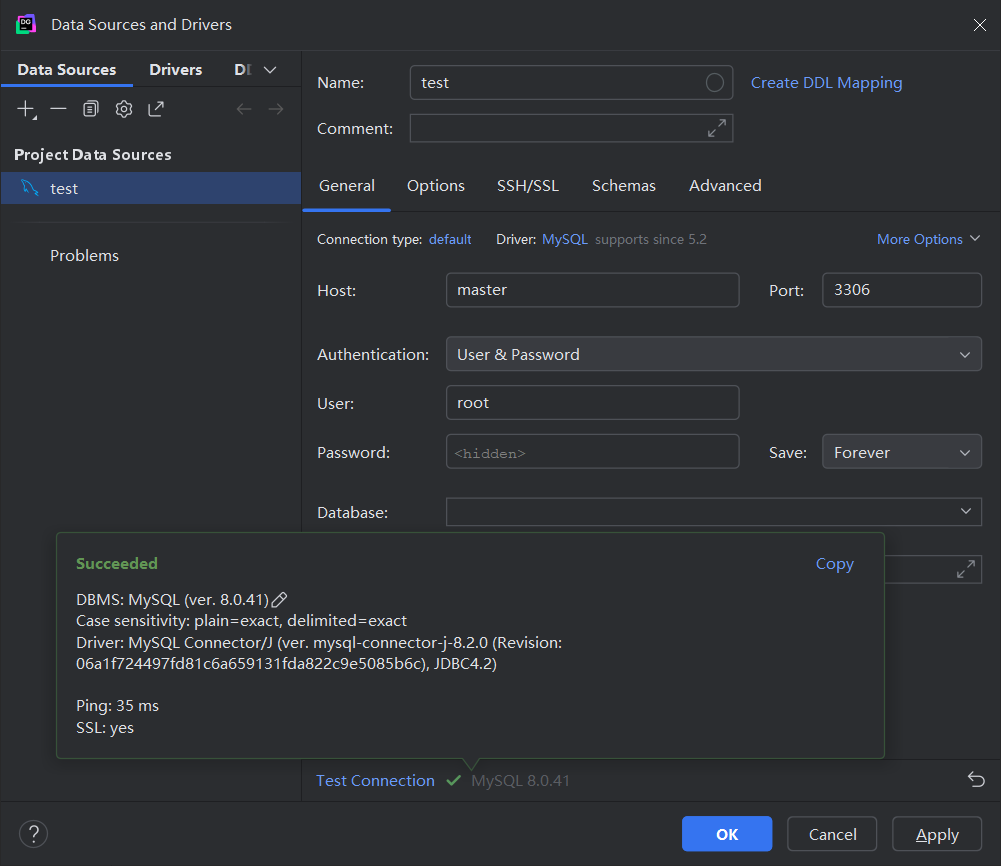 Data Sources and Drivers
Data Sources
Drivers
Project Data Sources
test
Problems
Name:
test
Create DDL Mapping
Comment:
General
Options
SSH/SSL
Schemas
Advanced
Connection type: default
Driver: MySQL supports since 5.2
More Options
Host:
master
Port:
3306
Authentication:
User & Password
User:
root
Password:
<hidden>
Save:
Forever
Database:
Succeeded
Copy
DBMS: MySQL (ver. 8.0.41)
Case sensitivity: plain=exact, delimited=exact
Driver: MySQL Connector/J (ver. mysql-connector-j-8.2.0 (Revision:
06a1f724497fd81c6a659131fda822c9e5085b6c), JDBC4.2)
Ping: 35 ms
SSL: yes
Test Connection
MySQL 8.0.41
?
OK
Cancel
Apply